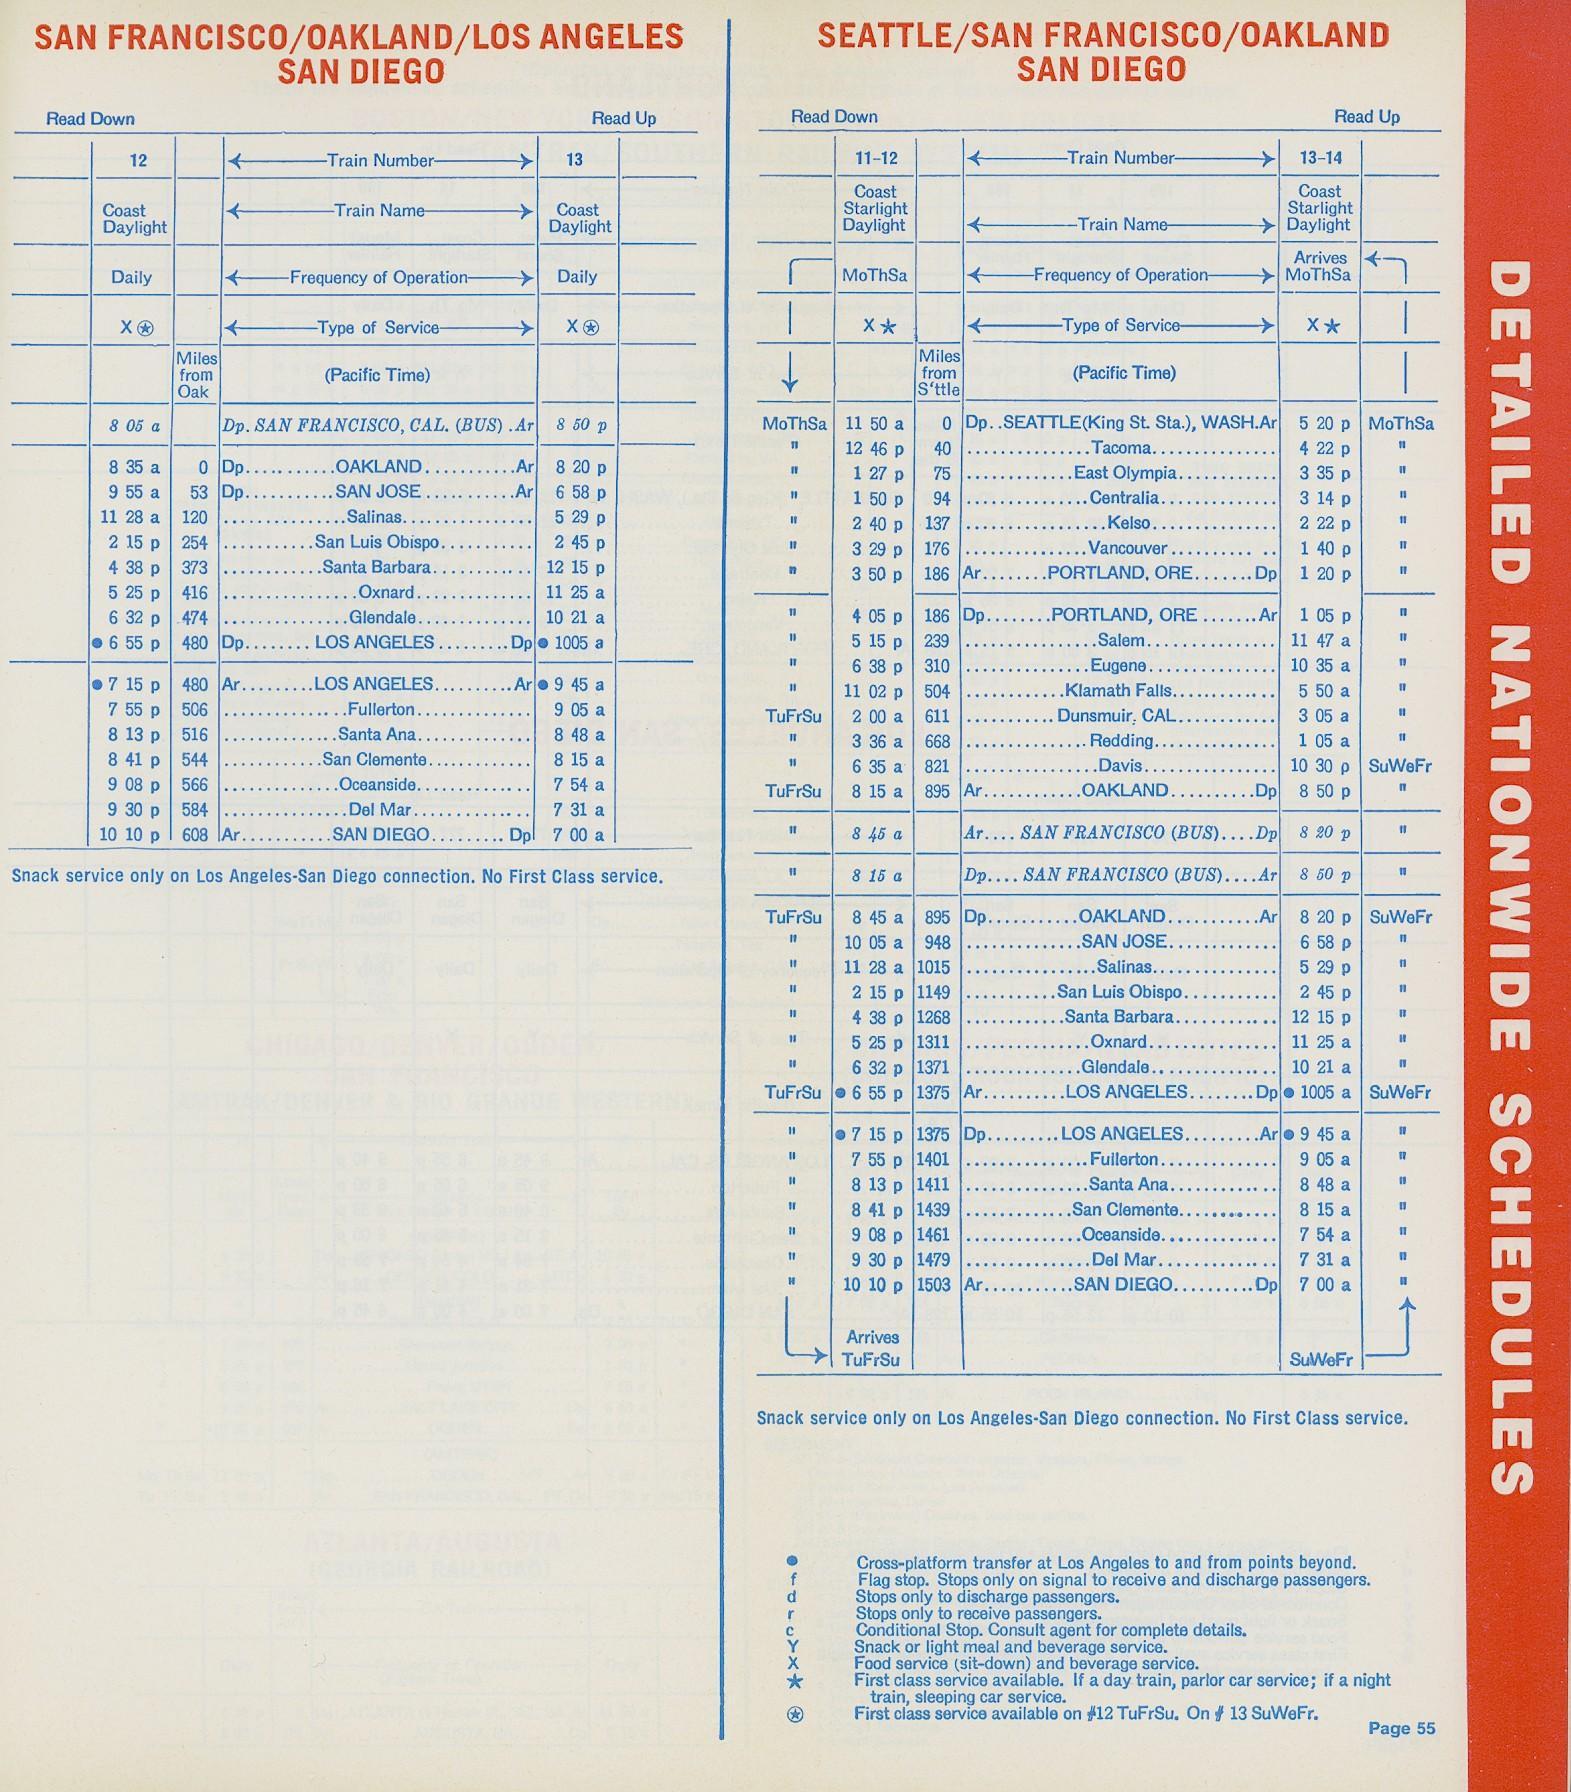 SAN FRANCISCO/OAKLAND/LOS ANGELES
SAN DIEGO
Read Down Read Up
12 Train Number 13
Coast Daylight Train Name Coast Daylight
Daily Frequency of Operation Daily
X ⍟ Type of Service X ⍟
Miles from Oak (Pacific Time)
8 05 a Dp. SAN FRANCISCO, CAL. (BUS) .Ar 8 50 p
8 35 a 0 Dp...........OAKLAND...........Ar 8 20 p
9 55 a 53 Dp..........SAN JOSE..........Ar 6 58 p
11 28 a 120 ...............Salinas................ 5 29 p
2 15 p 254 ...........San Luis Obispo........... 2 45 p
4 38 p 373 ............Santa Barbara............ 12 15 p
5 25 p 416 ................Oxnard.............. 11 25 a
6 32 p 474 ...............Glendale............... 10 21 a
● 6 55 p 480 Dp........LOS ANGELES.........Dp ● 1005 a
● 7 15 p 480 Ar.........LOS ANGELES..........Ar ● 9 45 a
7 55 p 506 ...............Fullerton.............. 9 05 a
8 13 p 516 ..............Santa Ana............. 8 48 a
8 41 p 544 ............San Clemente............. 8 15 a
9 08 p 566 ..............Oceanside.............. 7 54 a
9 30 p 584 ................Del Mar.............. 7 31 a
10 10 p 608 Ar...........SAN DIEGO......... Dp 7 00 a
Snack service only on Los Angeles-San Diego connection. No First Class service.
SEATTLE/SAN FRANCISCO/OAKLAND
SAN DIEGO
Read Down Read Up
11-12 Train Number 13-14
Coast Starlight Daylight Train Name Coast Starlight Daylight
MoThSa Frequency of Operation Arrives MoThSa
X ★ Type of Service X ★
Miles from S'ttle (Pacific Time)
MoThSa 11 50 a 0 Dp..SEATTLE(King St. Sta.), WASH.Ar 5 20 p MoThSa
" 12 46 p 40 ...............Tacoma............... 4 22 p "
" 1 27 p 75 .............East Olympia............ 3 35 p "
" 1 50 p 94 ...............Centralia.............. 3 14 p "
" 2 40 p 137 .................Kelso............... 2 22 p "
" 3 29 p 176 ...............Vancouver.......... .. 1 40 p "
" 3 50 p 186 Ar........PORTLAND, ORE.......Dp 1 20 p "
" 4 05 p 186 Dp........PORTLAND, ORE .......Ar 1 05 p "
" 5 15 p 239 ................Salem................ 11 47 a "
" 6 38 p 310 ...............Eugene............... 10 35 a "
" 11 02 p 504 ............Klamath Falls............ 5 50 a "
TuFrSu 2 00 a 611 ...........Dunsmuir, CAL........... 3 05 a "
" 3 36 a 668 ...............Redding.............. 1 05 a "
" 6 35 a 821 ................Davis................ 10 30 p SuWeFr
TuFrSu 8 15 a 895 Ar...........OAKLAND..........Dp 8 50 p "
" 8 45 a Ar.... SAN FRANCISCO (BUS)....Dp 8 20 p "
" 8 15 a Dp.... SAN FRANCISCO (BUS)....Ar 8 50 p "
TuFrSu 8 45 a 895 Dp...........OAKLAND...........Ar 8 20 p SuWeFr
" 10 05 a 948 ..............SAN JOSE............. 6 58 p "
" 11 28 a 1015 ................Salinas............... 5 29 p "
" 2 15 p 1149 ...........San Luis Obispo........... 2 45 p "
" 4 38 p 1268 ............Santa Barbara............ 12 15 p "
" 5 25 p 1311 ...............Oxnard............... 11 25 a "
" 6 32 p 1371 ..............Glendale............... 10 21 a "
TuFrSu ● 6 55 p 1375 Ar..........LOS ANGELES........Dp ● 1005 a SuWeFr
" ● 7 15 p 1375 Dp.........LOS ANGELES.........Ar ● 9 45 a "
" 7 55 p 1401 ...............Fullerton.............. 9 05 a "
" 8 13 p 1411 ...............Santa Ana............. 8 48 a "
" 8 41 p 1439 .............San Clemente............. 8 15 a "
" 9 08 p 1461 ..............Oceanside.............. 7 54 a "
" 9 30 p 1479 ................Del Mar............... 7 31 a "
" 10 10 p 1503 Ar...........SAN DIEGO..........Dp 7 00 a "
Arrives
TuFrSu SuWeFr
Snack service only on Los Angeles-San Diego connection. No First Class service.
● Cross-platform transfer at Los Angeles to and from points beyond.
f Flag stop. Stops only on signal to receive and discharge passengers.
d Stops only to discharge passengers.
r Stops only to receive passengers.
c Conditional Stop. Consult agent for complete details.
Y Snack or light meal and beverage service.
X Food service (sit-down) and beverage service.
★ First class service available. If a day train, parlor car service; if a night
train, sleeping car service.
⍟ First class service available on #12 TuFrSu. On # 13 SuWeFr.
Page 55
DETAILED NATIONWIDE SCHEDULES